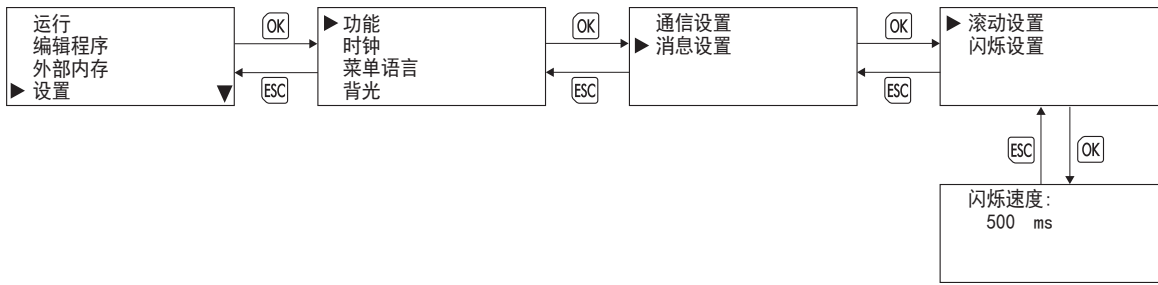 运行
编辑程序
外部内存
▶ 设置 ▼
OK
ESC
▶ 功能
时钟
菜单语言
背光
OK
ESC
通信设置
▶ 消息设置
OK
ESC
▶ 滚动设置
闪烁设置
ESC
OK
闪烁速度:
500 ms